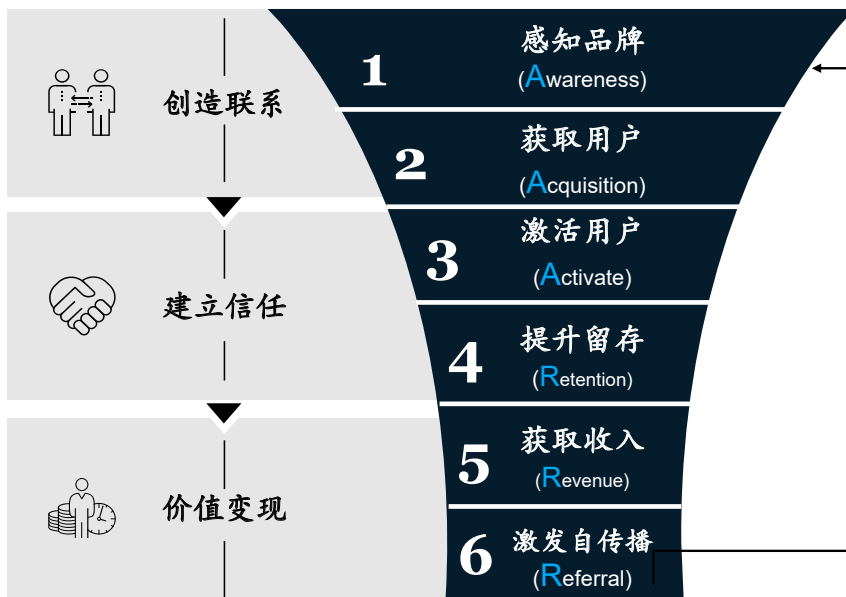 创造联系
1
感知品牌
(Awareness)
2
获取用户
(Acquisition)
建立信任
3
激活用户
(Activate)
4
提升留存
(Retention)
价值变现
5
获取收入
(Revenue)
6
激发自传播
(Referral)